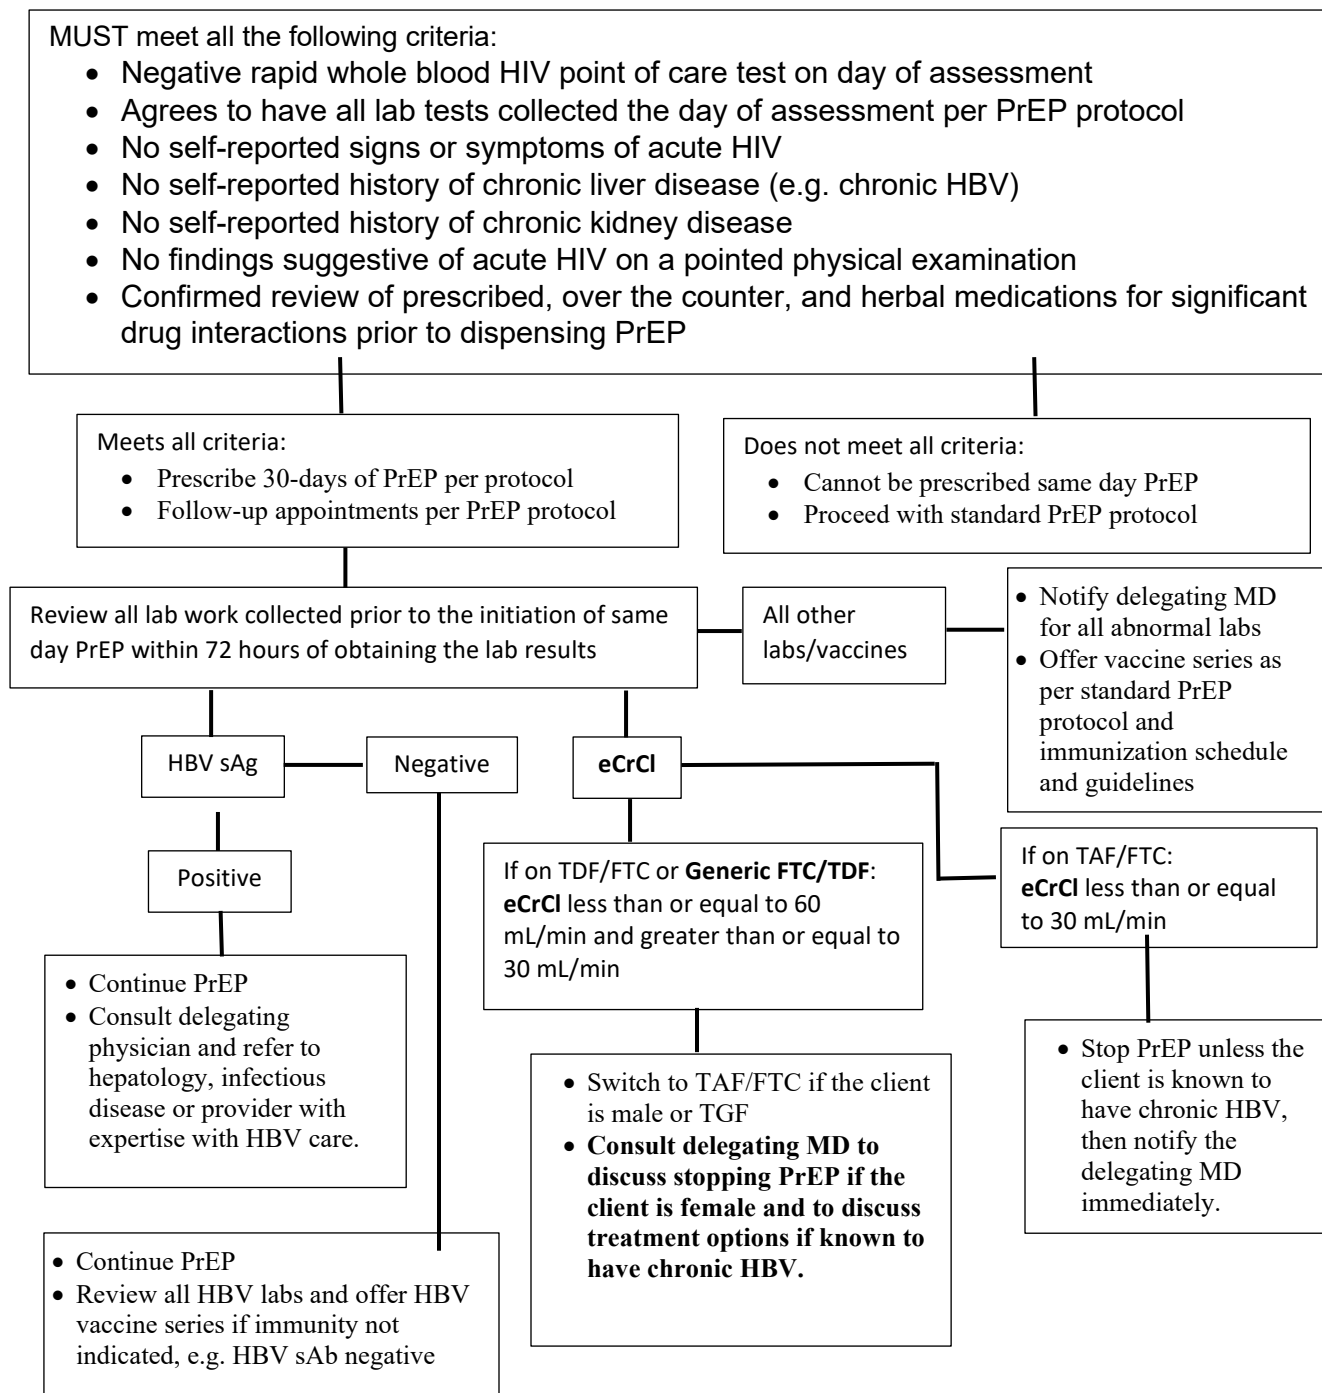 MUST meet all the following criteria:
• Negative rapid whole blood HIV point of care test on day of assessment
• Agrees to have all lab tests collected the day of assessment per PrEP protocol
• No self-reported signs or symptoms of acute HIV
• No self-reported history of chronic liver disease (e.g. chronic HBV)
• No self-reported history of chronic kidney disease
• No findings suggestive of acute HIV on a pointed physical examination
• Confirmed review of prescribed, over the counter, and herbal medications for significant
drug interactions prior to dispensing PrEP
Meets all criteria:
• Prescribe 30-days of PrEP per protocol
• Follow-up appointments per PrEP protocol
Does not meet all criteria:
• Cannot be prescribed same day PrEP
• Proceed with standard PrEP protocol
Review all lab work collected prior to the initiation of same
day PrEP within 72 hours of obtaining the lab results
All other
labs/vaccines
• Notify delegating MD
for all abnormal labs
• Offer vaccine series as
per standard PrEP
protocol and
immunization schedule
and guidelines
HBV sAg
Negative
eCrCl
Positive
If on TDF/FTC or Generic FTC/TDF:
eCrCl less than or equal to 60
mL/min and greater than or equal to
30 mL/min
If on TAF/FTC:
eCrCl less than or equal
to 30 mL/min
• Continue PrEP
• Consult delegating
physician and refer to
hepatology, infectious
disease or provider with
expertise with HBV care.
• Switch to TAF/FTC if the client
is male or TGF
• Consult delegating MD to
discuss stopping PrEP if the
client is female and to discuss
treatment options if known to
have chronic HBV.
• Stop PrEP unless the
client is known to
have chronic HBV,
then notify the
delegating MD
immediately.
• Continue PrEP
• Review all HBV labs and offer HBV
vaccine series if immunity not
indicated, e.g. HBV sAb negative